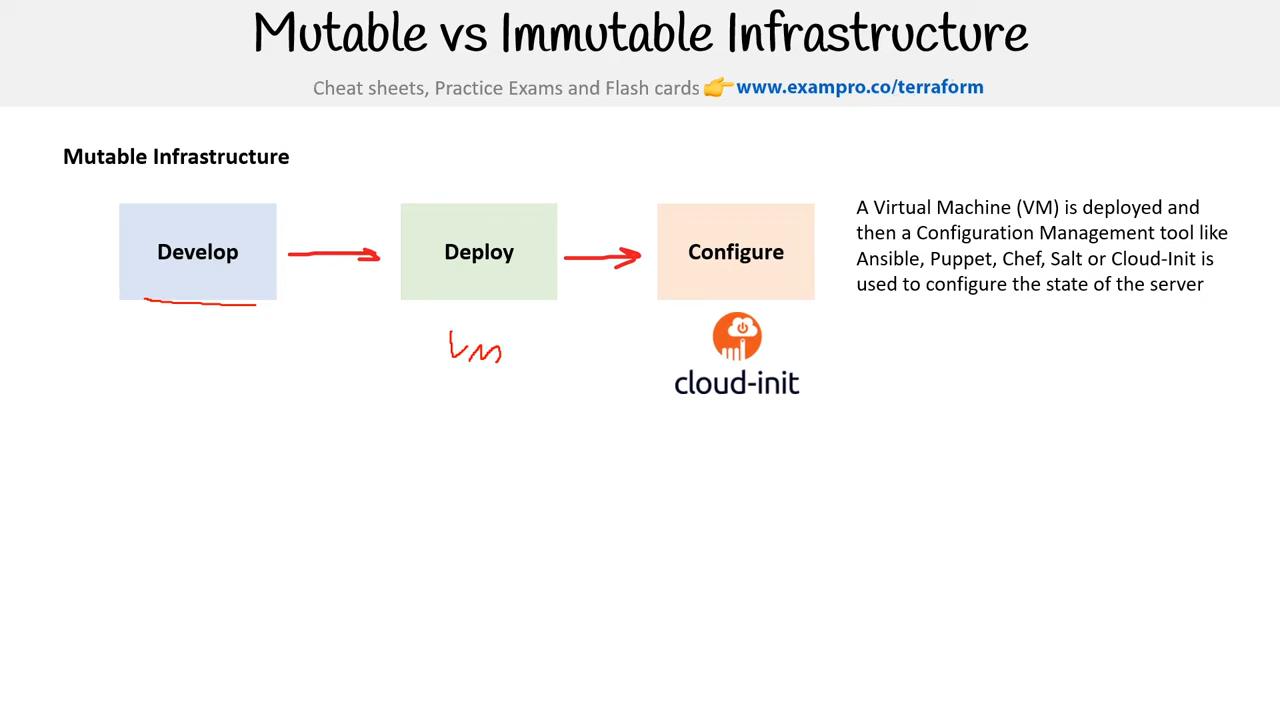 Mutable vs Immutable Infrastructure
Cheat sheets, Practice Exams and Flash cards 👉 www.exampro.co/terraform
Mutable Infrastructure
Develop
Deploy
Configure
VM
cloud-init
A Virtual Machine (VM) is deployed and
then a Configuration Management tool like
Ansible, Puppet, Chef, Salt or Cloud-Init is
used to configure the state of the server